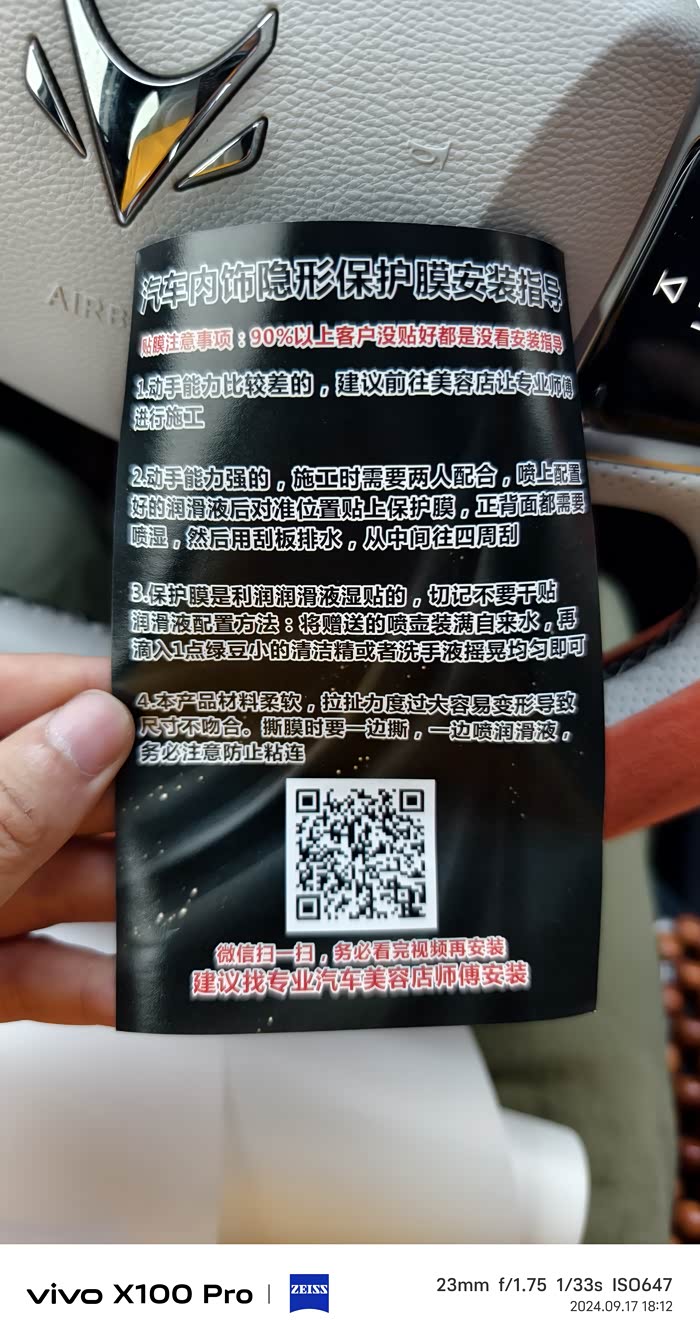 AIRB
汽车内饰隐形保护膜安装指导
贴膜注意事项：90%以上客户没贴好都是没看安装指导
1.动手能力比较差的，建议前往美容店让专业师傅
进行施工
2.动手能力强的，施工时需要两人配合，喷上配置
好的润滑液后对准位置贴上保护膜，正背面都需要
喷湿，然后用刮板排水，从中间往四周刮
3.保护膜是利润润滑液湿贴的，切记不要干贴
润滑液配置方法：将赠送的喷壶装满自来水，再
滴入1点绿豆小的清洁精或者洗手液摇晃均匀即可
4.本产品材料柔软，拉扯力度过大容易变形导致
尺寸不吻合。撕膜时要一边撕，一边喷润滑液，
务必注意防止粘连
微信扫一扫，务必看完视频再安装
建议找专业汽车美容店师傅安装
vivo X100 Pro | ZEISS
23mm f/1.75 1/33s ISO647
2024.09.17 18:12